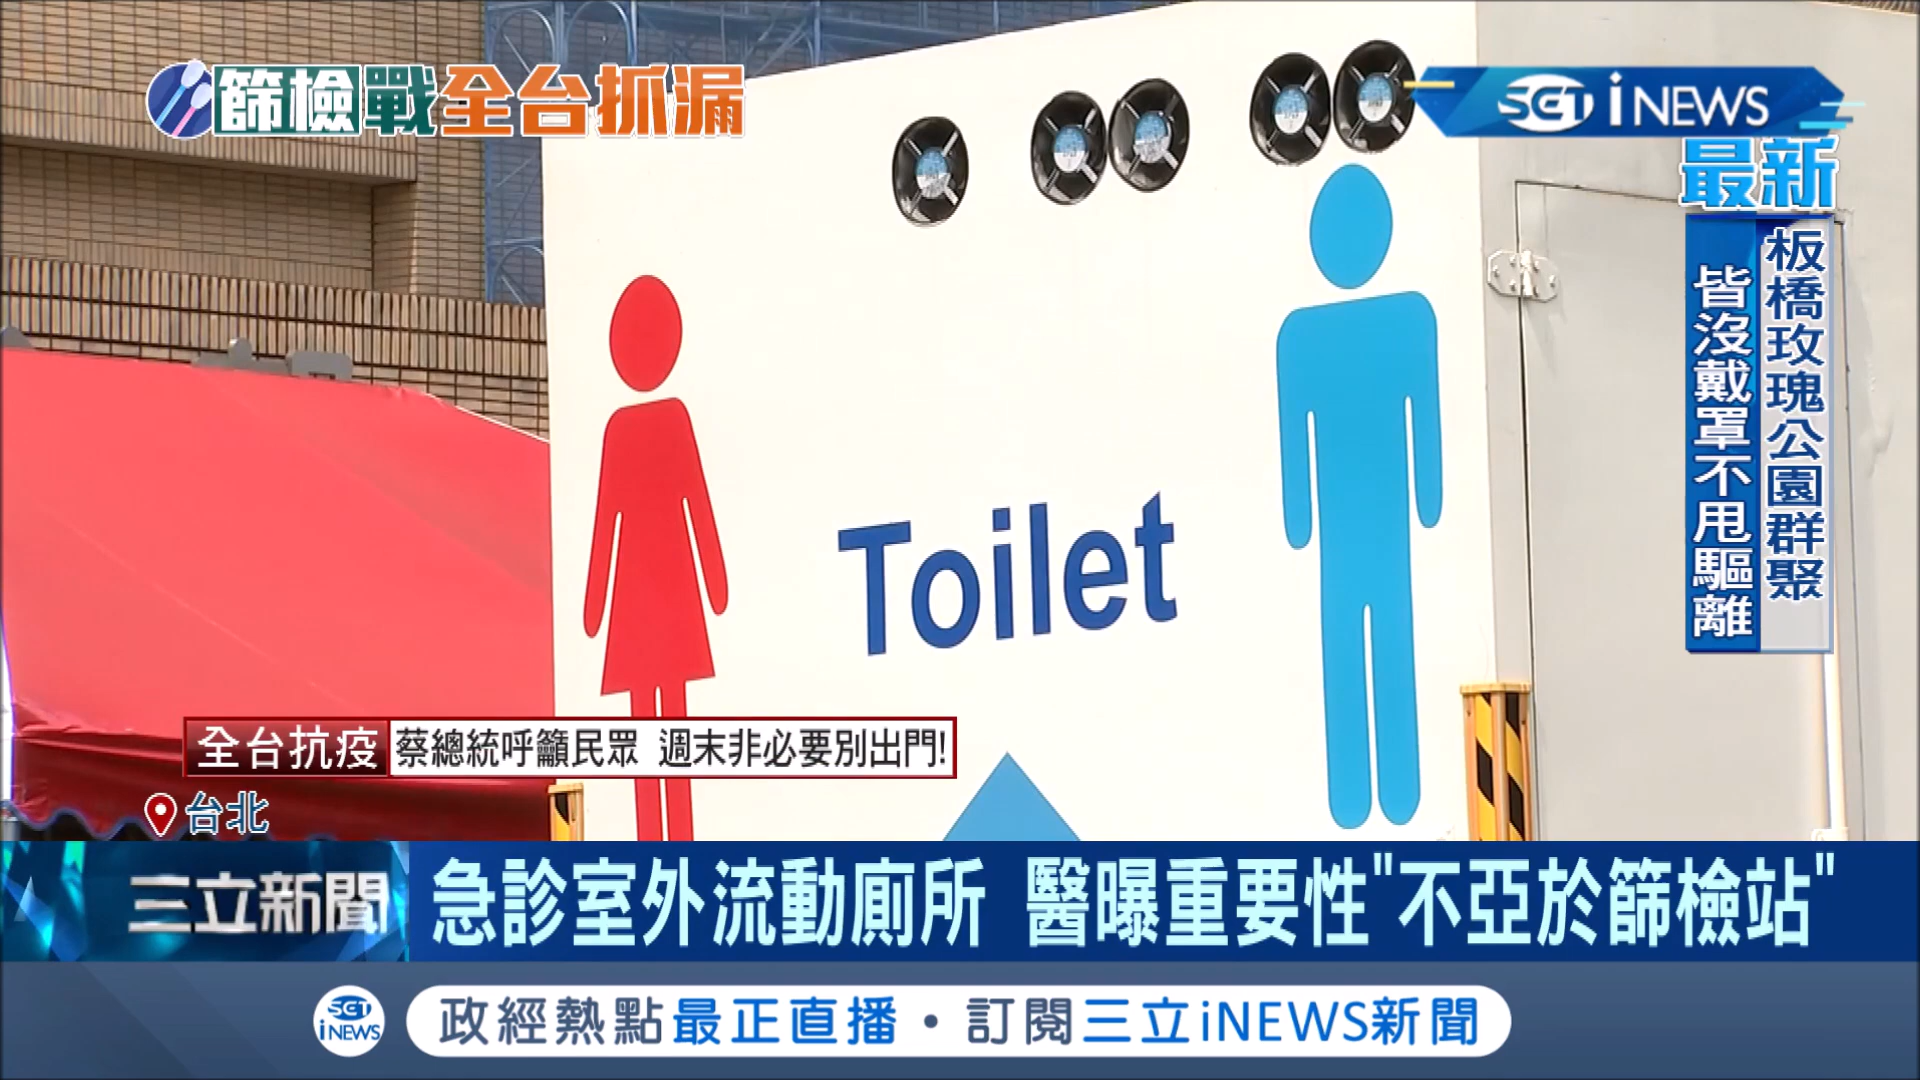 篩檢戰全台抓漏
SET iNEWS
最新
板橋玫瑰公園群聚
皆沒戴罩不甩驅離
Toilet
全台抗疫 蔡總統呼籲民眾 週末非必要別出門!
台北
三立新聞 急診室外流動廁所 醫曝重要性"不亞於篩檢站"
SET iNEWS 政經熱點最正直播・訂閱三立iNEWS新聞